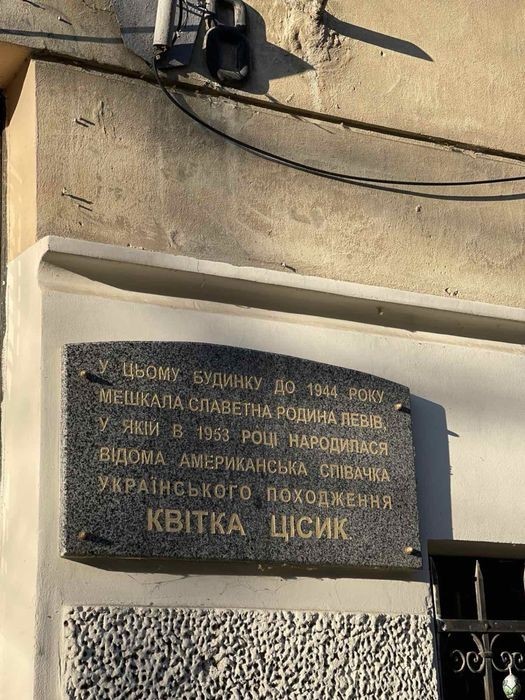 У ЦЬОМУ БУДИНКУ ДО 1944 РОКУ
МЕШКАЛА СЛАВЕТНА РОДИНА ЛЕВІВ,
У ЯКІЙ В 1953 РОЦІ НАРОДИЛАСЯ
ВІДОМА АМЕРИКАНСЬКА СПІВАЧКА
УКРАЇНСЬКОГО ПОХОДЖЕННЯ
КВІТКА ЦІСИК